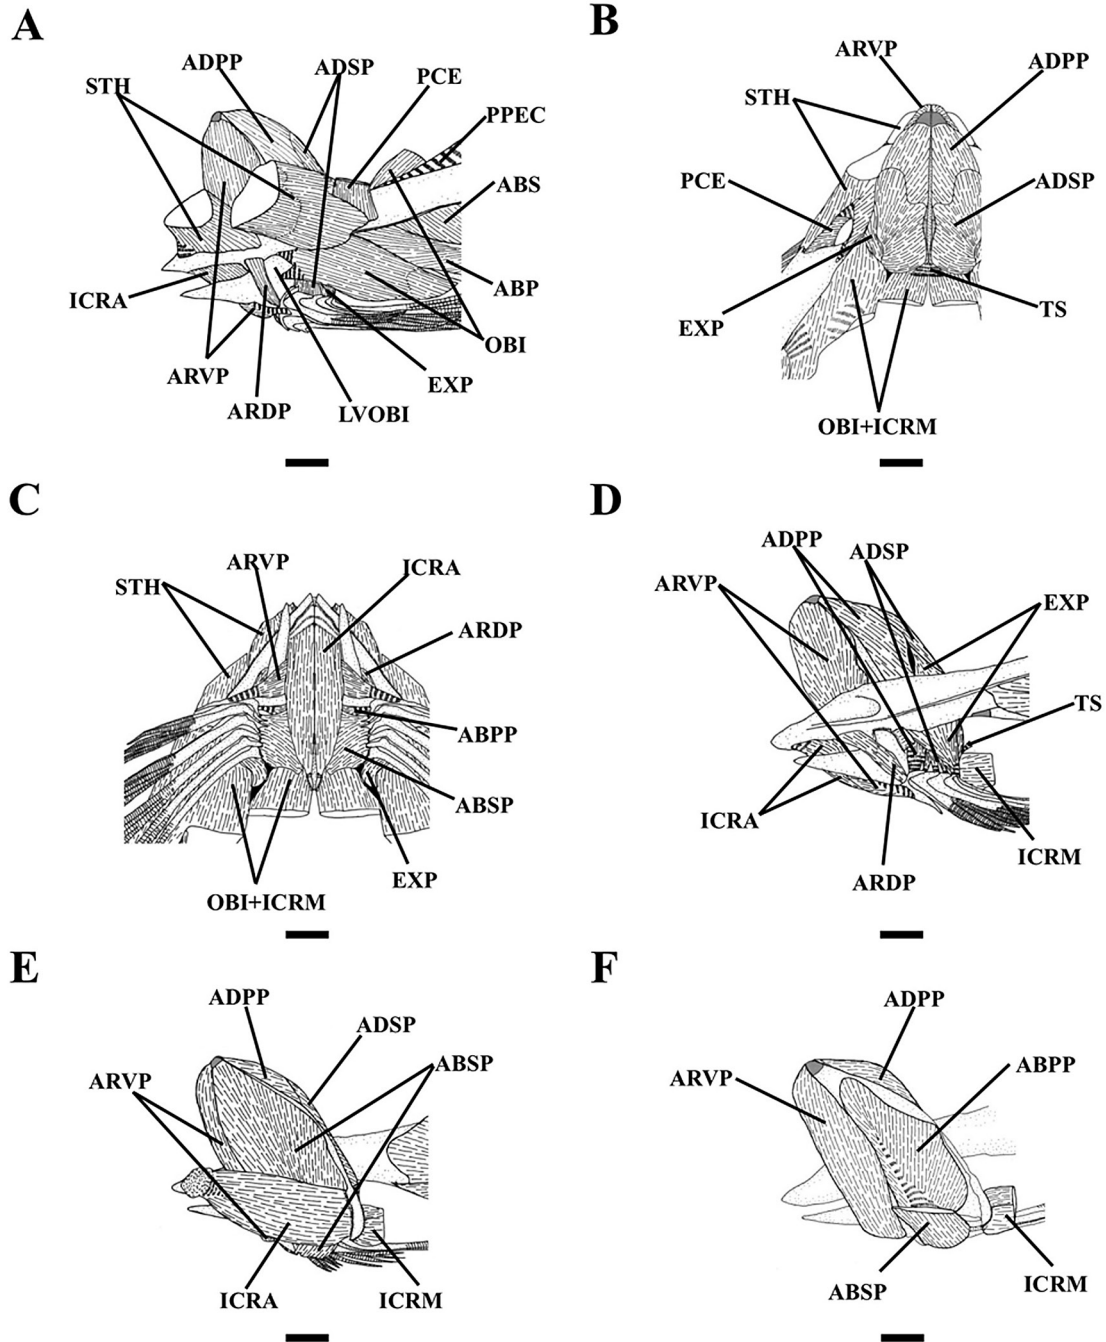 A
STH
ADPP
ADSP
PCE
PPEC
ABS
ABP
OBI
EXP
LVOBI
ARDP
ARVP
ICRA
B
ARVP
ADPP
STH
PCE
ADSP
EXP
TS
OBI+ICRM
C
STH
ARVP
ICRA
ARDP
ABPP
ABSP
EXP
OBI+ICRM
D
ADPP
ADSP
ARVP
EXP
TS
ICRA
ICRM
ARDP
E
ADPP
ADSP
ABSP
ARVP
ICRA
ICRM
F
ADPP
ARVP
ABPP
ABSP
ICRM